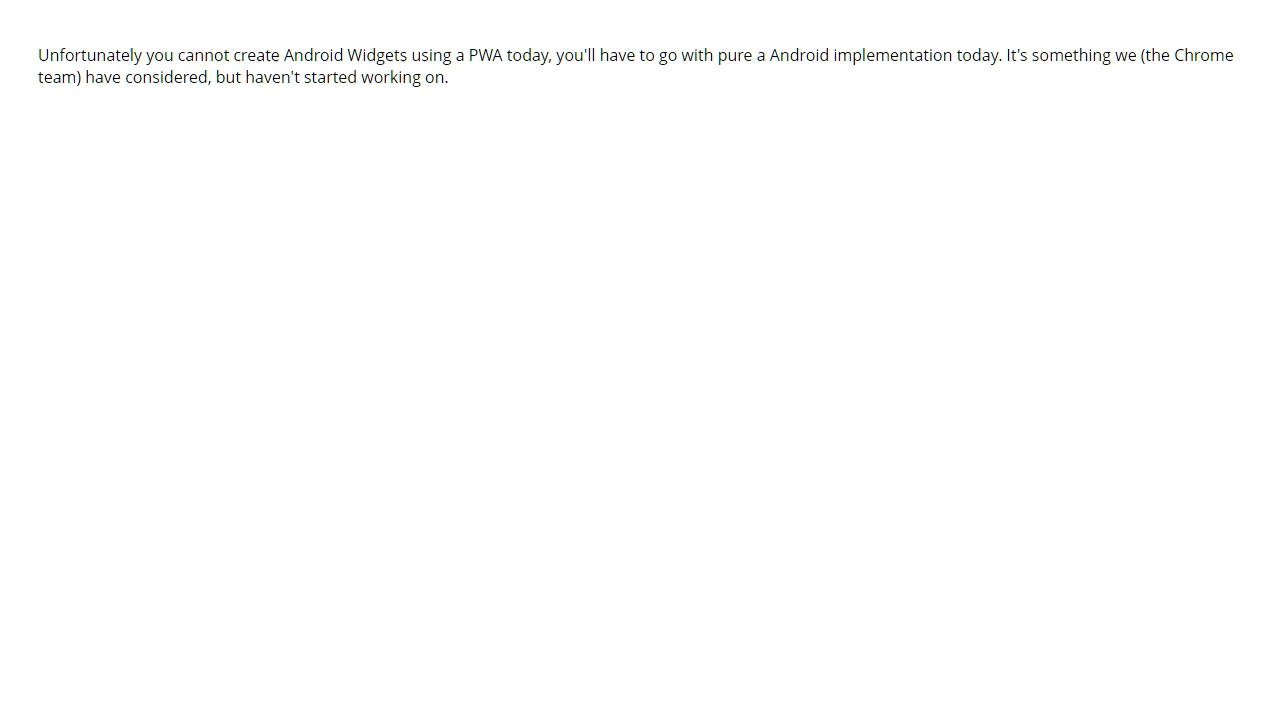 Unfortunately you cannot create Android Widgets using a PWA today, you'll have to go with pure a Android implementation today. It's something we (the Chrome
team) have considered, but haven't started working on.